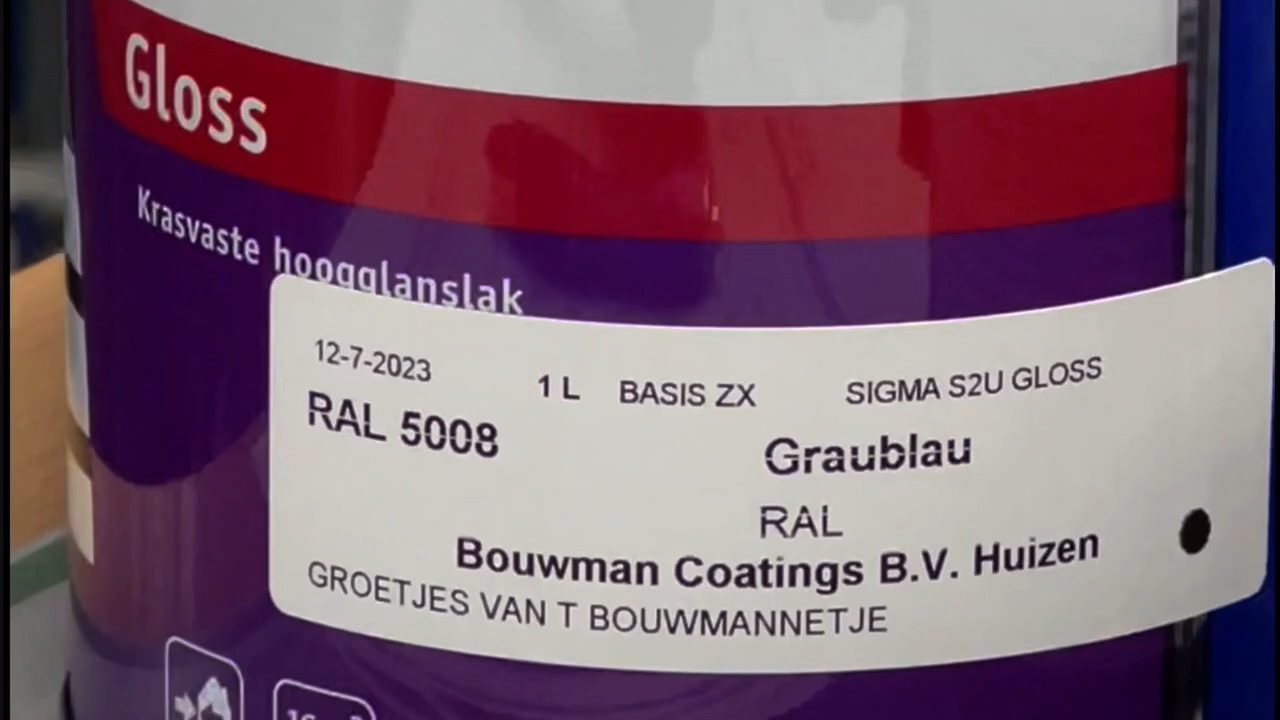 Gloss
Krasvaste hoogglanslak
12-7-2023 1 L BASIS ZX SIGMA S2U GLOSS
RAL 5008 Graublau
RAL
Bouwman Coatings B.V. Huizen
GROETJES VAN T BOUWMANNETJE